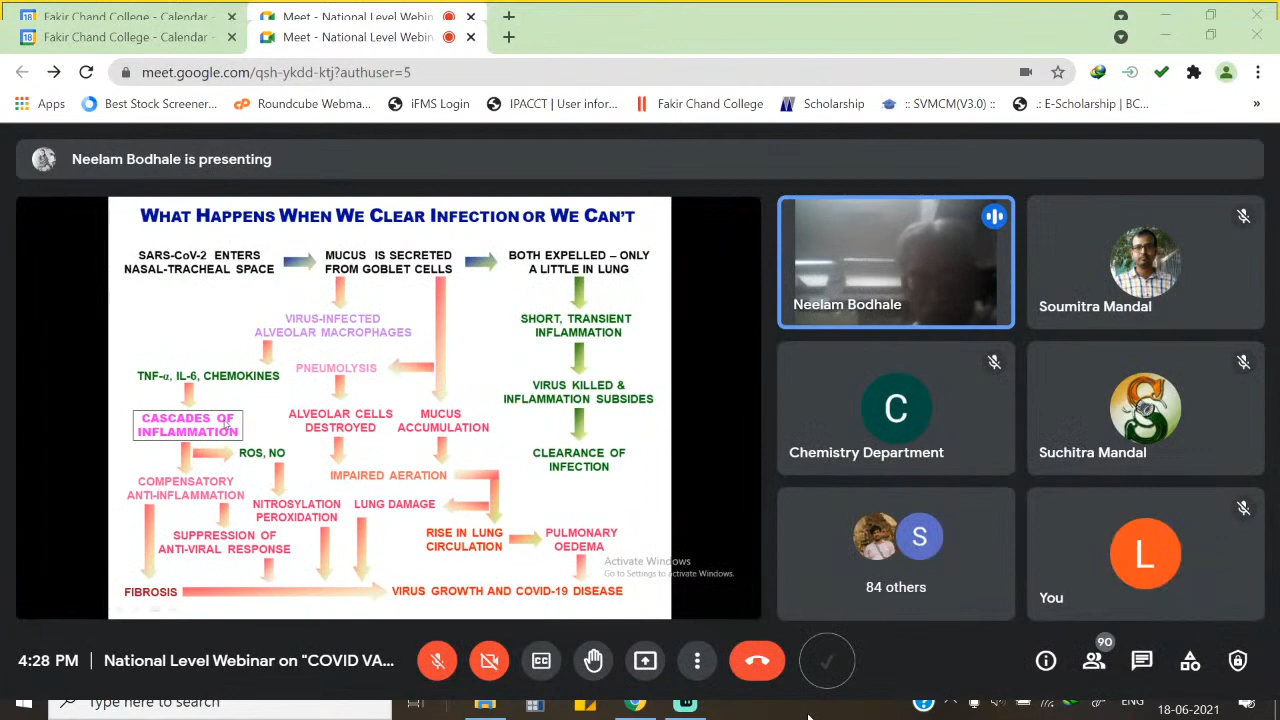 18 Fakir Chand College - Calendar -
Meet - National Level Webin
18 Fakir Chand College - Calendar -
Meet - National Level Webin
meet.google.com/qsh-ykdd-ktj?authuser=5
Apps
Best Stock Screener...
Roundcube Webma...
iFMS Login
IPACCT | User infor...
Fakir Chand College
Scholarship
:: SVMCM(V3.0) ::
.: E-Scholarship | BC...
»
Neelam Bodhale is presenting
WHAT HAPPENS WHEN WE CLEAR INFECTION OR WE CAN'T
SARS-CoV-2 ENTERS
NASAL-TRACHEAL SPACE
MUCUS IS SECRETED
FROM GOBLET CELLS
BOTH EXPELLED – ONLY
A LITTLE IN LUNG
VIRUS-INFECTED
ALVEOLAR MACROPHAGES
SHORT, TRANSIENT
INFLAMMATION
TNF-α, IL-6, CHEMOKINES
PNEUMOLYSIS
VIRUS KILLED &
INFLAMMATION SUBSIDES
CASCADES OF
INFLAMMATION
ALVEOLAR CELLS
DESTROYED
MUCUS
ACCUMULATION
ROS, NO
CLEARANCE OF
INFECTION
COMPENSATORY
ANTI-INFLAMMATION
IMPAIRED AERATION
NITROSYLATION
PEROXIDATION
LUNG DAMAGE
SUPPRESSION OF
ANTI-VIRAL RESPONSE
RISE IN LUNG
CIRCULATION
PULMONARY
OEDEMA
FIBROSIS
VIRUS GROWTH AND COVID-19 DISEASE
Activate Windows
Go to Settings to activate Windows.
Neelam Bodhale
Soumitra Mandal
C
Chemistry Department
S
Suchitra Mandal
S
84 others
L
You
4:28 PM | National Level Webinar on "COVID VA...
CC
90
Type here to search
ENG
18-06-2021